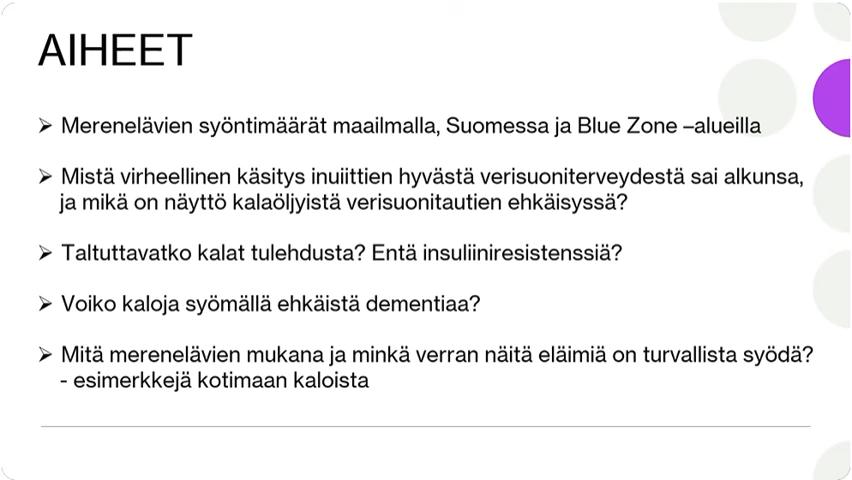 AIHEET
➢ Merenelävien syöntimäärät maailmalla, Suomessa ja Blue Zone –alueilla
➢ Mistä virheellinen käsitys inuiittien hyvästä verisuoniterveydestä sai alkunsa,
ja mikä on näyttö kalaöljyistä verisuonitautien ehkäisyssä?
➢ Taltuttavatko kalat tulehdusta? Entä insuliiniresistenssiä?
➢ Voiko kaloja syömällä ehkäistä dementiaa?
➢ Mitä merenelävien mukana ja minkä verran näitä eläimiä on turvallista syödä?
- esimerkkejä kotimaan kaloista